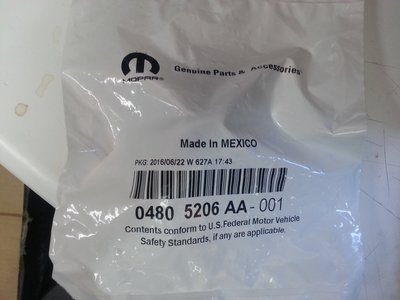 MOPAR®
Genuine Parts & Accessories
Made In MEXICO
PKG: 2016/06/22 W 627A 17:43
0480 5206 AA-001
Contents conform to U.S.Federal Motor Vehicle
Safety Standards, if any are applicable.